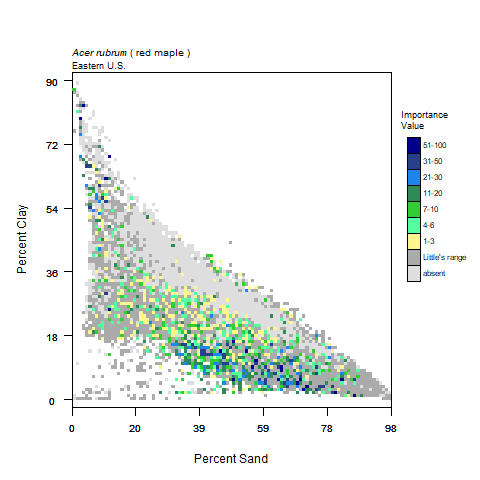 Acer rubrum ( red maple )
Eastern U.S.
Importance
Value
51-100
31-50
21-30
11-20
7-10
4-6
1-3
Little's range
absent
Percent Clay
90
72
54
36
18
0
0
20
39
59
78
98
Percent Sand